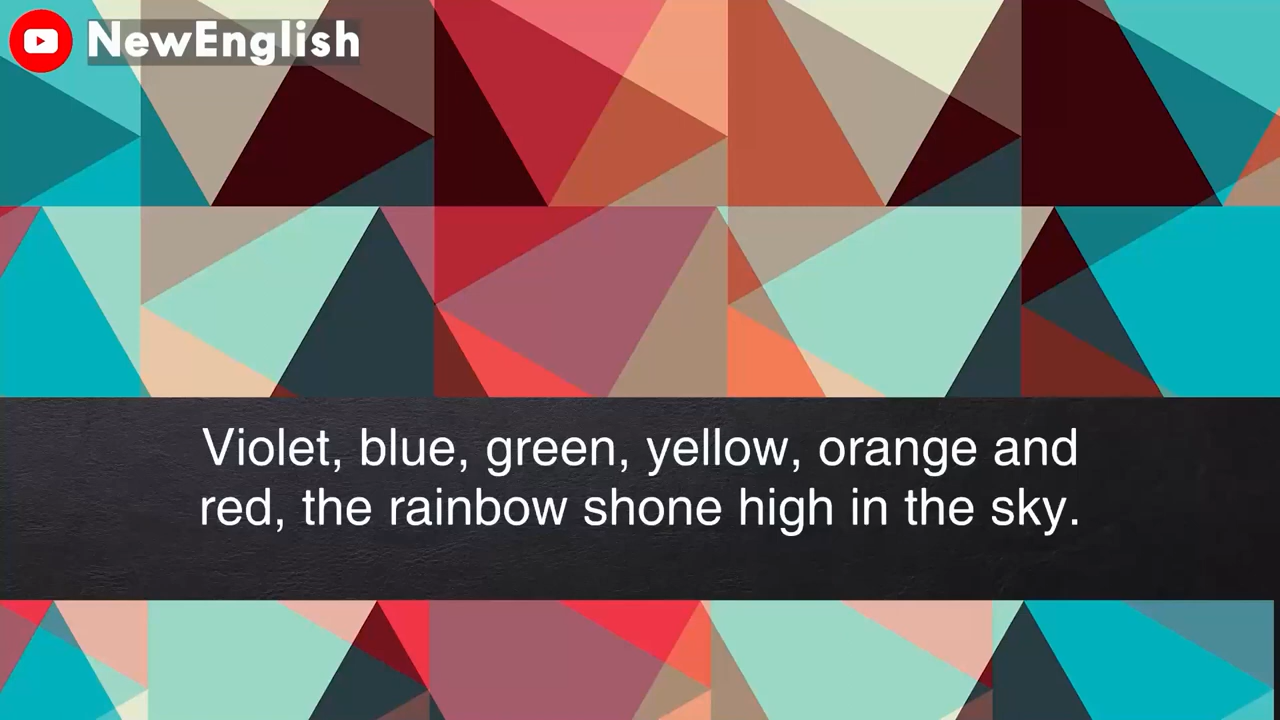 NewEnglish
Violet, blue, green, yellow, orange and
red, the rainbow shone high in the sky.